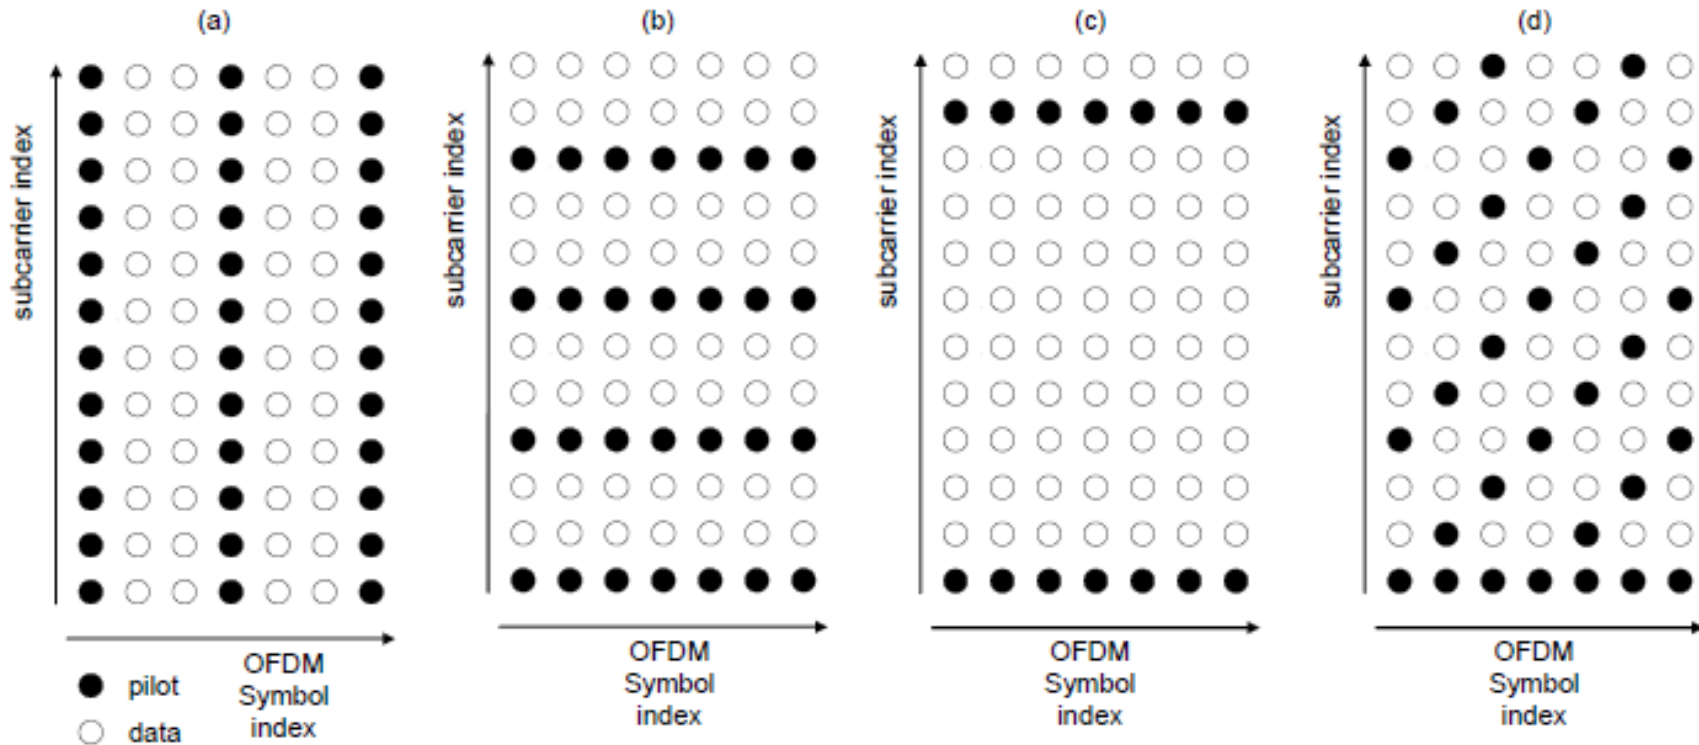 (a)
(b)
(c)
(d)
subcarrier index
subcarrier index
subcarrier index
subcarrier index
OFDM
Symbol
index
OFDM
Symbol
index
OFDM
Symbol
index
OFDM
Symbol
index
pilot
data